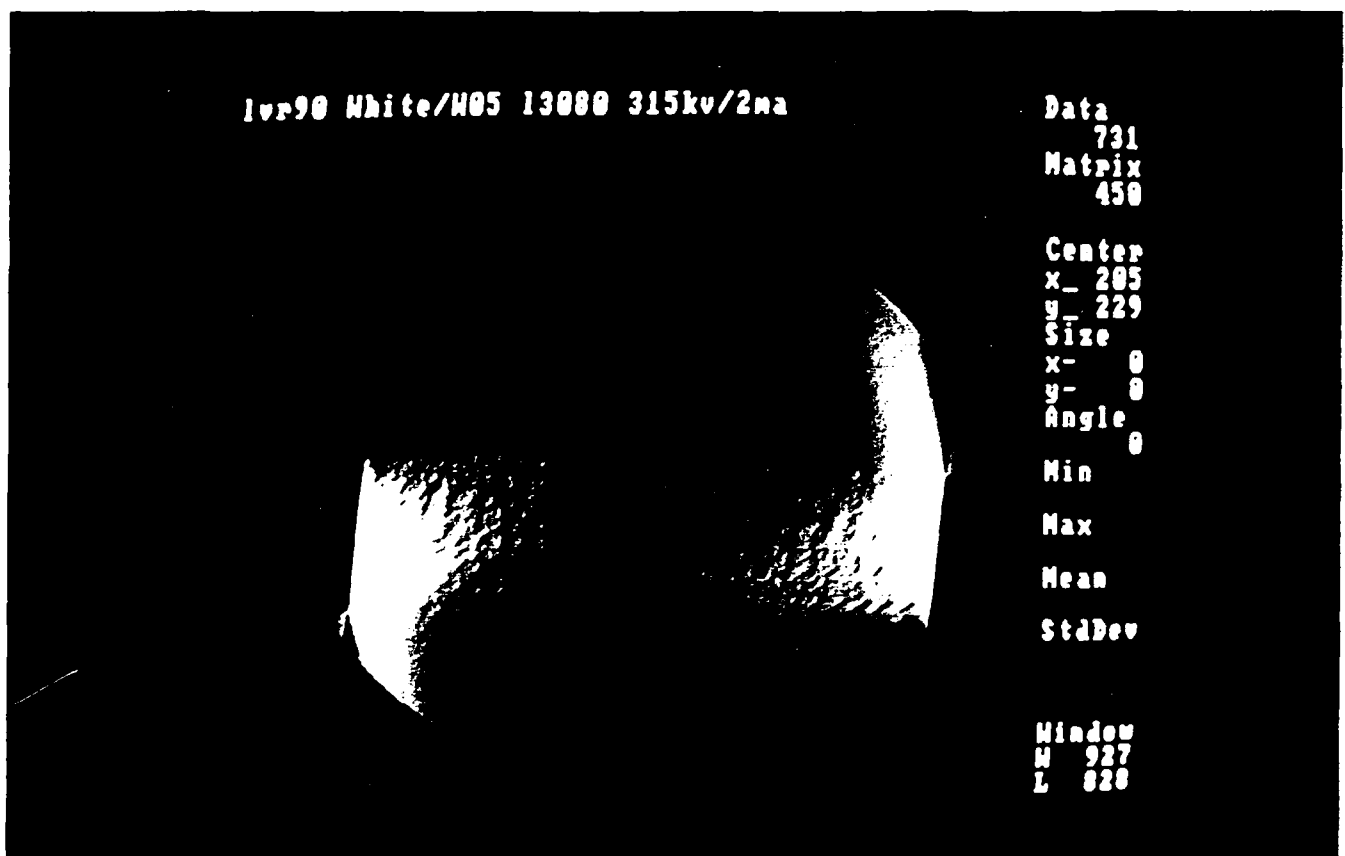 lvr90 White/W05 13080 315kv/2ma
Data
731
Matrix
450
Center
x_ 205
y_ 229
Size
x- 0
y- 0
Angle
0
Min
Max
Mean
StdDev
Window
W 927
L 828